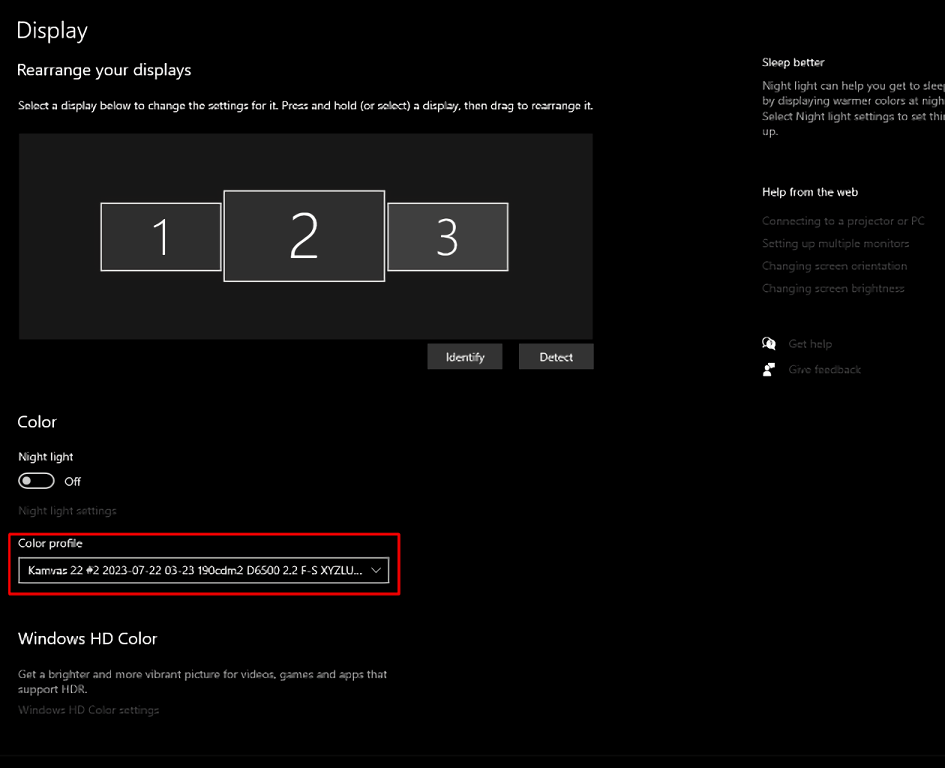 Display
Rearrange your displays
Select a display below to change the settings for it. Press and hold (or select) a display, then drag to rearrange it.
1
2
3
Identify
Detect
Color
Night light
Off
Night light settings
Color profile
Kamvas 22 #2 2023-07-22 03-23 190cdm2 D6500 2.2 F-S XYZLU...
Windows HD Color
Get a brighter and more vibrant picture for videos, games and apps that
support HDR.
Windows HD Color settings
Sleep better
Night light can help you get to sleep
by displaying warmer colors at nigh
Select Night light settings to set thi
up.
Help from the web
Connecting to a projector or PC
Setting up multiple monitors
Changing screen orientation
Changing screen brightness
Get help
Give feedback